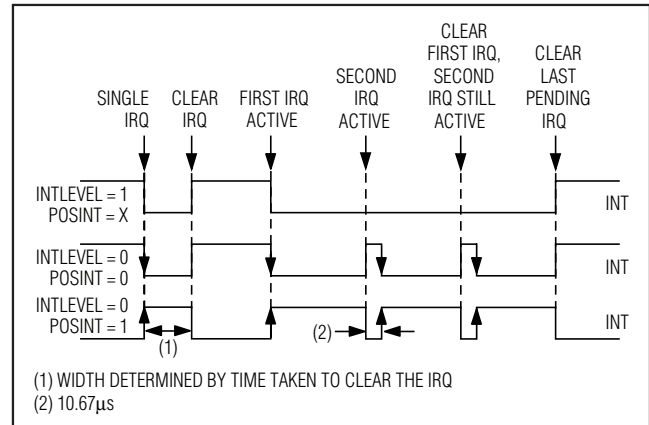 SINGLE
IRQ
CLEAR
IRQ
FIRST IRQ
ACTIVE
SECOND
IRQ
ACTIVE
CLEAR
FIRST IRQ,
SECOND
IRQ STILL
ACTIVE
CLEAR
LAST
PENDING
IRQ
INTLEVEL = 1
POSINT = X
INT
INTLEVEL = 0
POSINT = 0
INT
INTLEVEL = 0
POSINT = 1
INT
(1)
(2)
(1) WIDTH DETERMINED BY TIME TAKEN TO CLEAR THE IRQ
(2) 10.67μs